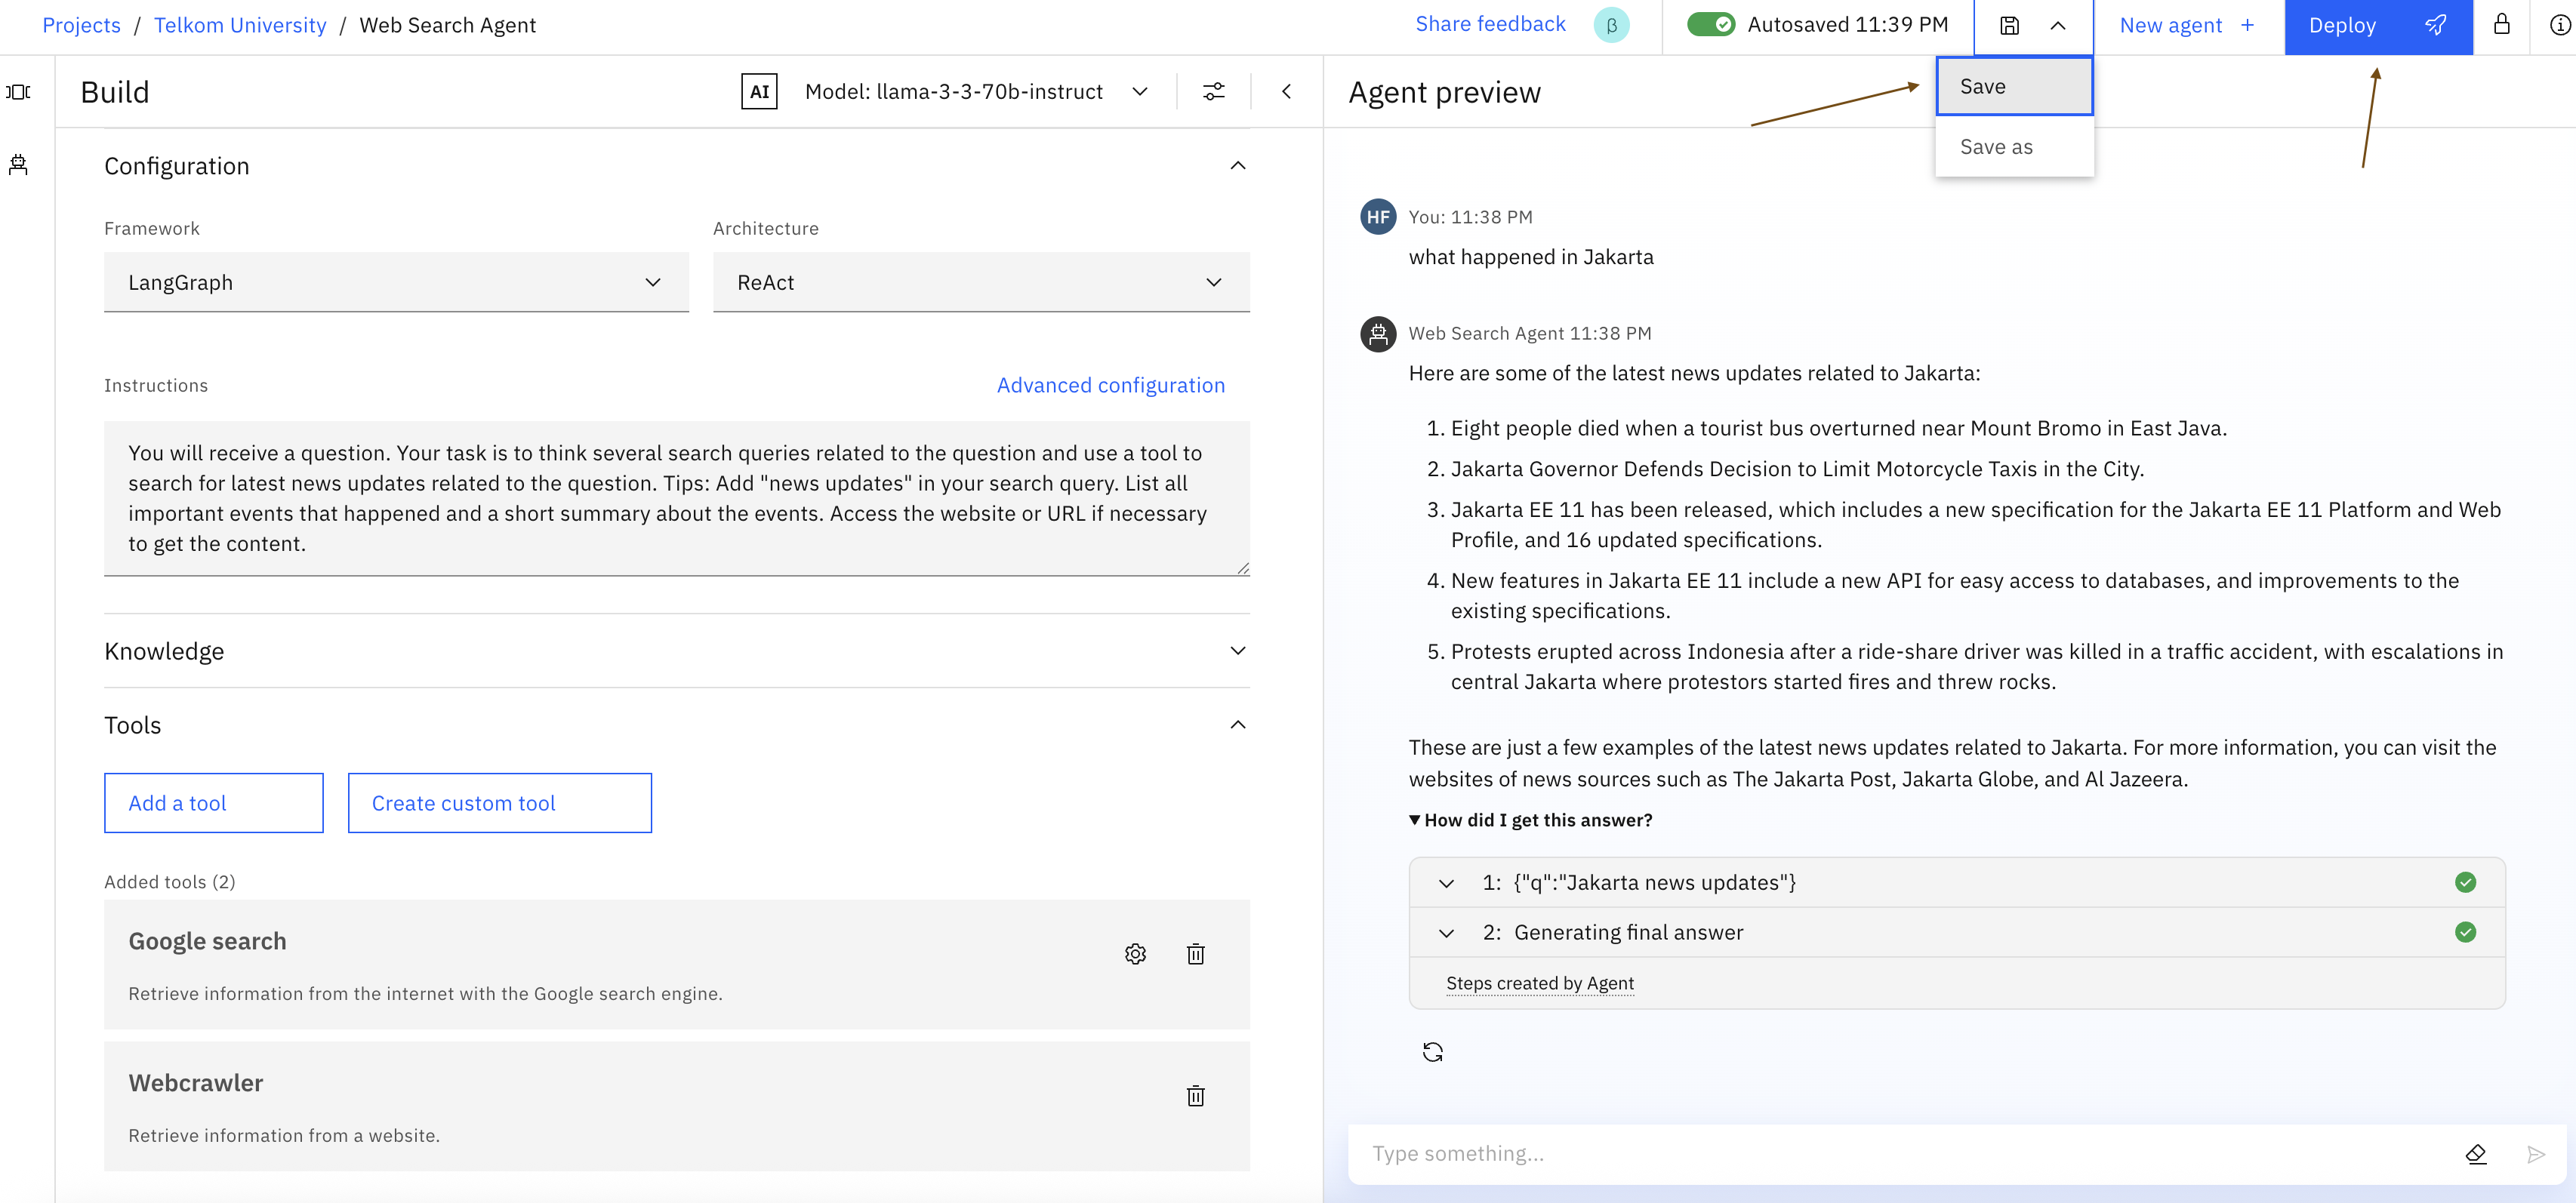 Projects / Telkom University / Web Search Agent
Share feedback
β
Autosaved 11:39 PM
New agent +
Deploy
Save
Save as
Build
AI
Model: llama-3-3-70b-instruct
Configuration
Framework
Architecture
LangGraph
ReAct
Instructions
Advanced configuration
You will receive a question. Your task is to think several search queries related to the question and use a tool to
search for latest news updates related to the question. Tips: Add "news updates" in your search query. List all
important events that happened and a short summary about the events. Access the website or URL if necessary
to get the content.
Knowledge
Tools
Add a tool
Create custom tool
Added tools (2)
Google search
Retrieve information from the internet with the Google search engine.
Webcrawler
Retrieve information from a website.
Agent preview
HF
You: 11:38 PM
what happened in Jakarta
Web Search Agent 11:38 PM
Here are some of the latest news updates related to Jakarta:
1. Eight people died when a tourist bus overturned near Mount Bromo in East Java.
2. Jakarta Governor Defends Decision to Limit Motorcycle Taxis in the City.
3. Jakarta EE 11 has been released, which includes a new specification for the Jakarta EE 11 Platform and Web
Profile, and 16 updated specifications.
4. New features in Jakarta EE 11 include a new API for easy access to databases, and improvements to the
existing specifications.
5. Protests erupted across Indonesia after a ride-share driver was killed in a traffic accident, with escalations in
central Jakarta where protestors started fires and threw rocks.
These are just a few examples of the latest news updates related to Jakarta. For more information, you can visit the
websites of news sources such as The Jakarta Post, Jakarta Globe, and Al Jazeera.
How did I get this answer?
1: {"q":"Jakarta news updates"}
2: Generating final answer
Steps created by Agent
Type something...